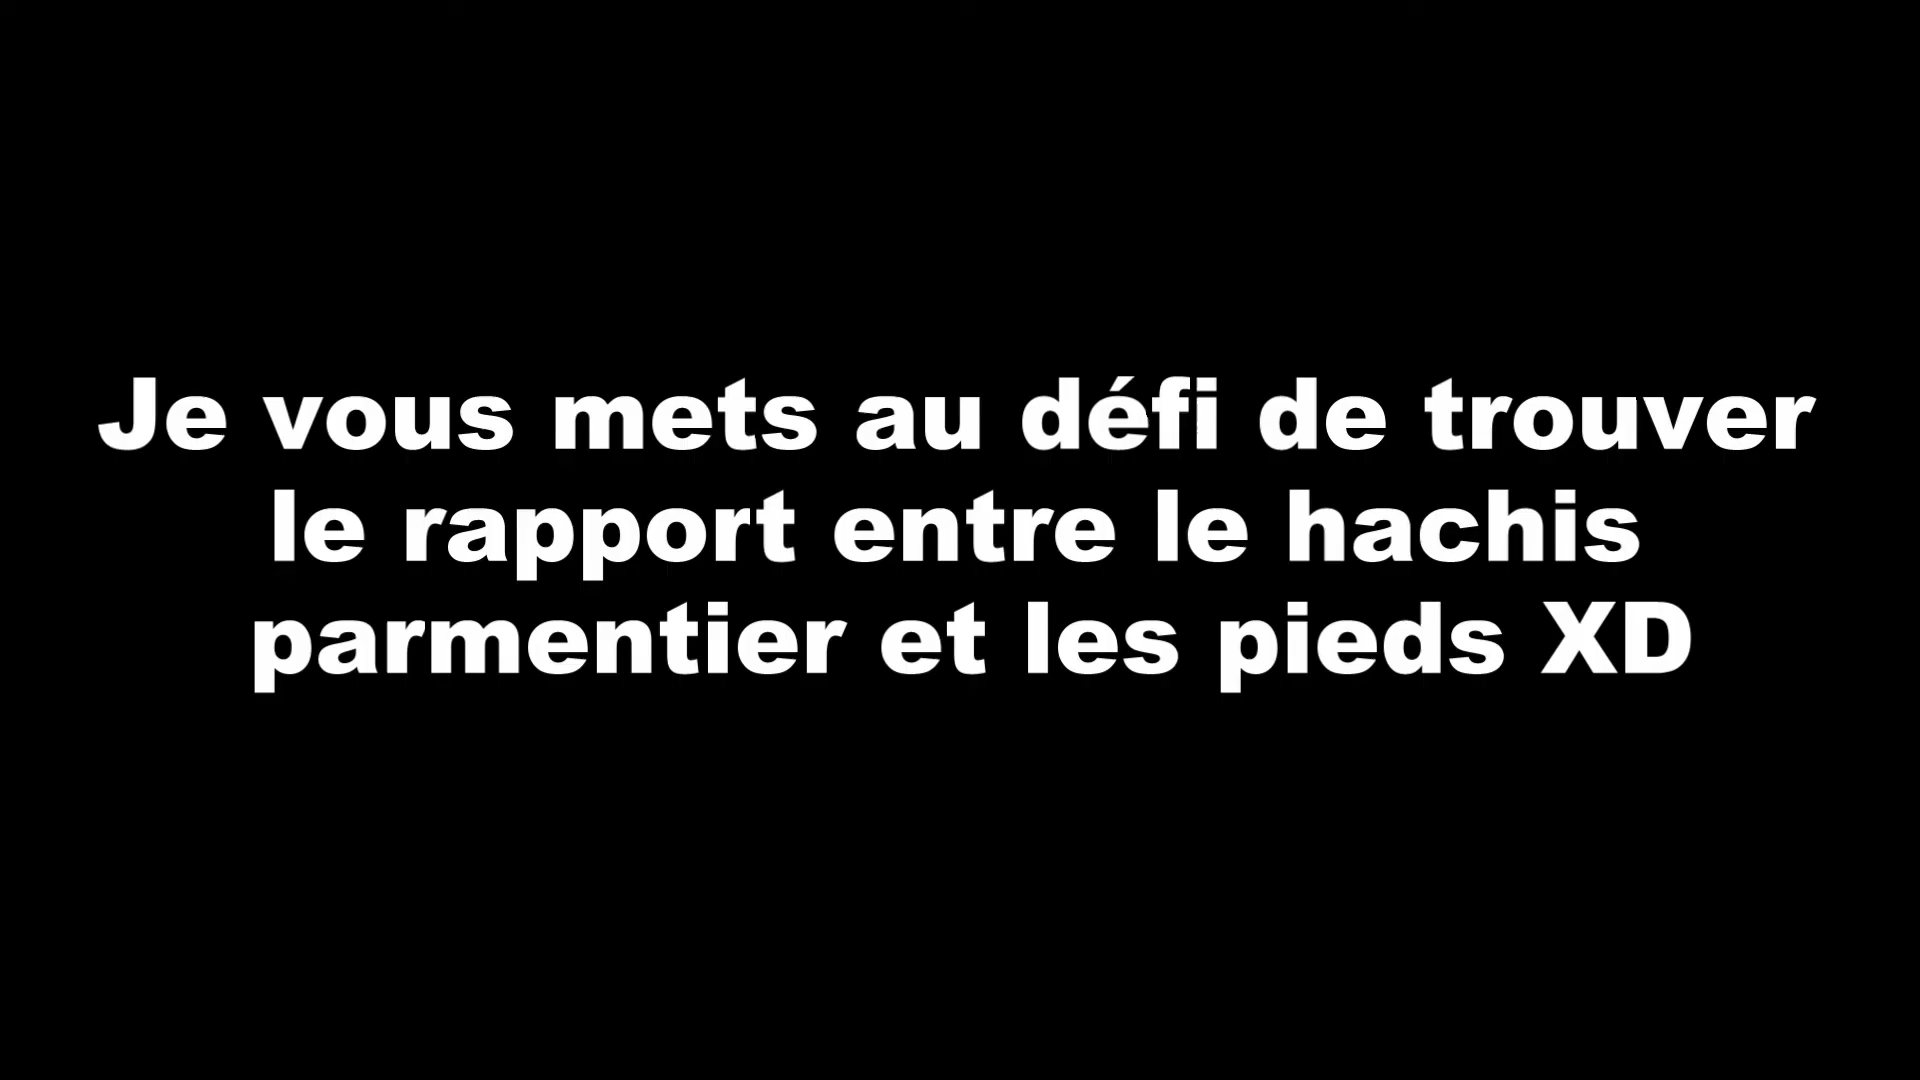 Je vous mets au défi de trouver
le rapport entre le hachis
parmentier et les pieds XD